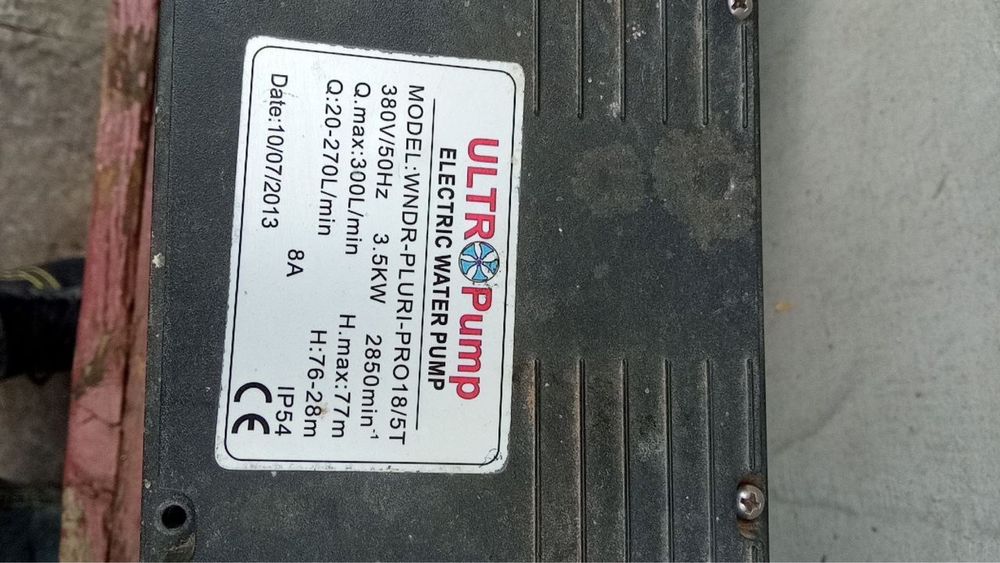 ULTROPump
ELECTRIC WATER PUMP
MODEL:WNDR-PLURI-PRO18/5T
380V/50Hz 3.5KW 2850min⁻¹
Q.max:300L/min H.max:77m
Q:20-270L/min H:76-28m
8A IP54
Date:10/07/2013 CE